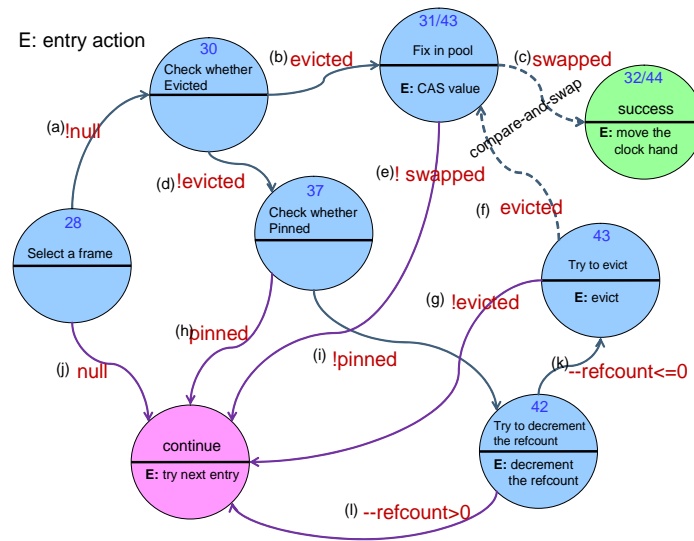 E: entry action
30
Check whether
Evicted
(b) evicted
31/43
Fix in pool
E: CAS value
(c) swapped
32/44
success
E: move the
clock hand
compare-and-swap
(a) !null
(d) !evicted
(e) ! swapped
37
Check whether
Pinned
(f) evicted
28
Select a frame
43
Try to evict
E: evict
(g) !evicted
(h) pinned
(i) !pinned
(j) null
(k) --refcount<=0
continue
E: try next entry
42
Try to decrement
the refcount
E: decrement
the refcount
(l) --refcount>0